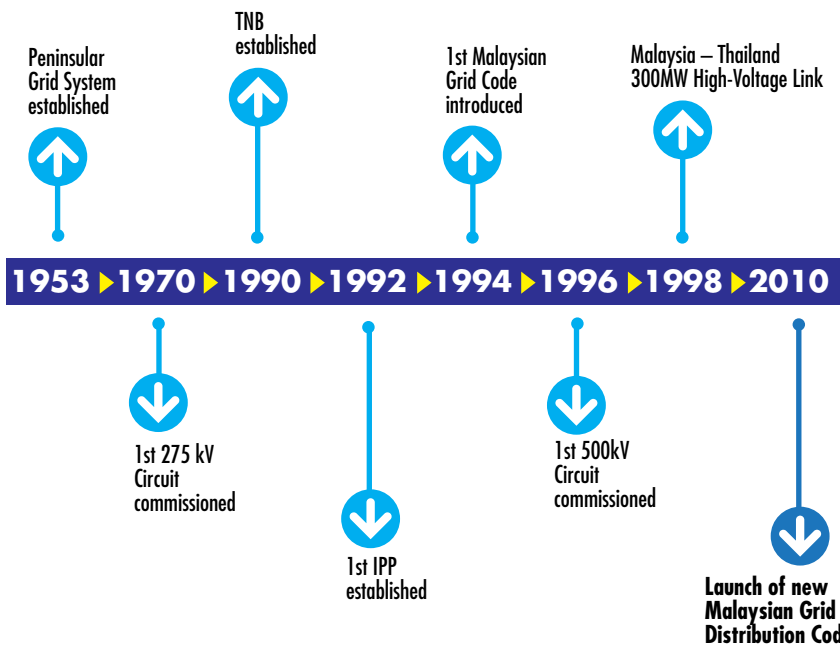 Peninsular
Grid System
established
TNB
established
1st Malaysian
Grid Code
introduced
Malaysia – Thailand
300MW High-Voltage Link
1953 1970 1990 1992 1994 1996 1998 2010
1st 275 kV
Circuit
commissioned
1st IPP
established
1st 500kV
Circuit
commissioned
Launch of new
Malaysian Grid
Distribution